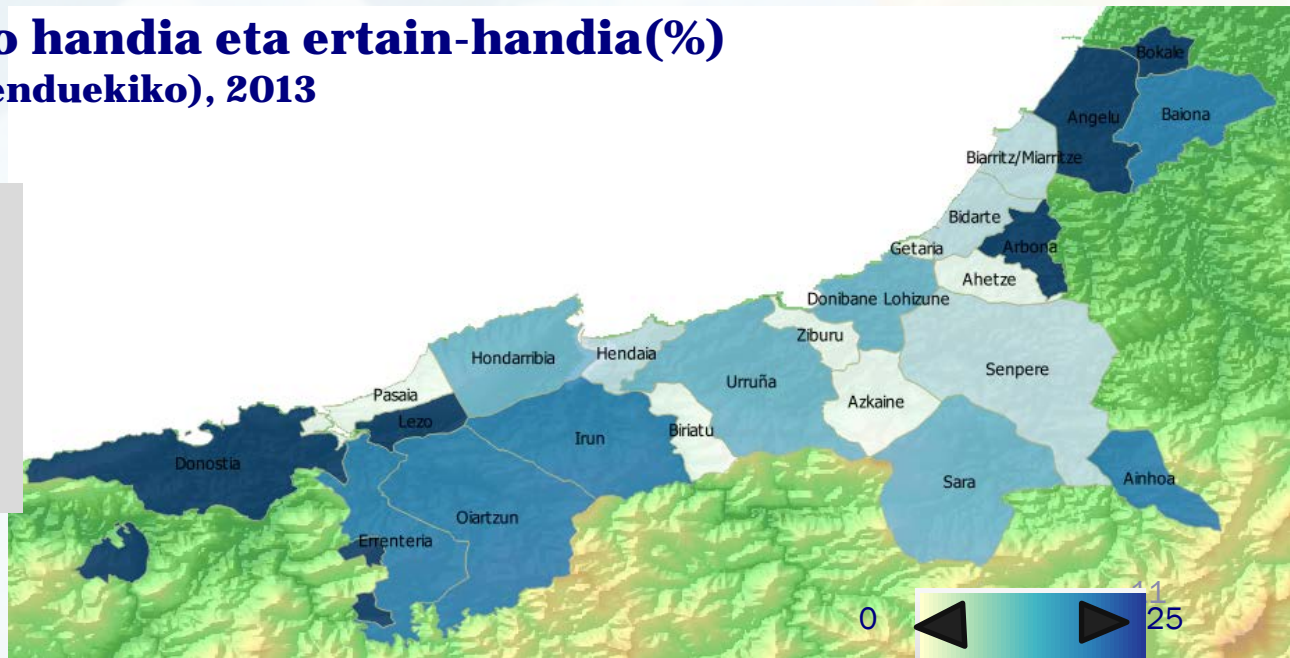 o handia eta ertain-handia(%)
enduekiko), 2013
Bokale
Angelu
Baiona
Biarritz/Miarritze
Bidarte
Getaria
Arbona
Ahetze
Donibane Lohizune
Ziburu
Hondarribia
Hendaia
Senpere
Urruña
Pasaia
Azkaine
Lezo
Biriatu
Irun
Donostia
Sara
Ainhoa
Oiartzun
Errenteria
11
0
25